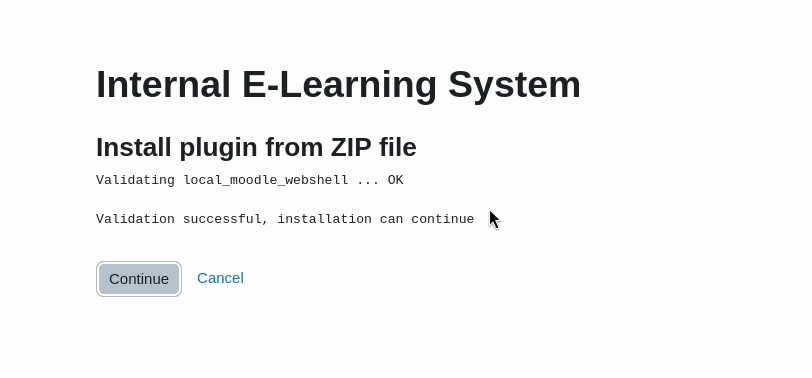 Internal E-Learning System
Install plugin from ZIP file
Validating local_moodle_webshell ... OK
Validation successful, installation can continue
Continue Cancel